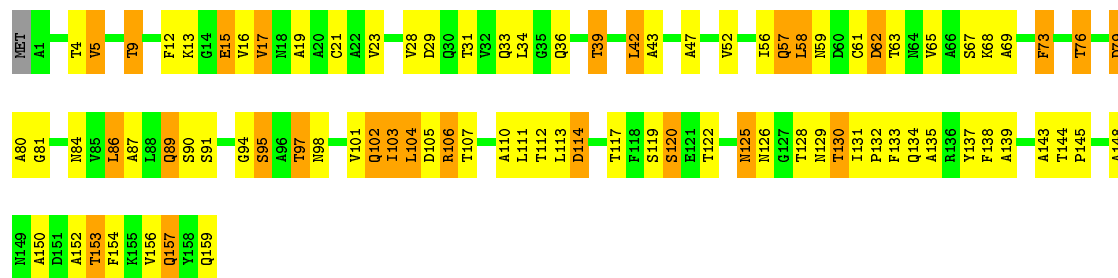 MET A1 T4 V5 T9 F12 K13 G14 E15 V16 V17 N18 A19 A20 C21 A22 V23 V28 D29 Q30 T31 V32 Q33 L34 G35 Q36 T39 L42 A43 A47 V52 I56 Q57 L58 N59 D60 C61 D62 T63 N64 V65 A66 S67 K68 A69 F73 T76 D79
A80 G81 N84 V85 L86 A87 L88 Q89 S90 S91 G94 S95 A96 T97 N98 V101 Q102 I103 L104 D105 R106 T107 A110 L111 T112 L113 D114 T117 F118 S119 S120 E121 T122 N125 N126 G127 T128 N129 T130 I131 P132 F133 Q134 A135 R136 Y137 F138 A139 A143 T144 P145 A148
N149 A150 D151 A152 T153 F154 K155 V156 Q157 Y158 Q159